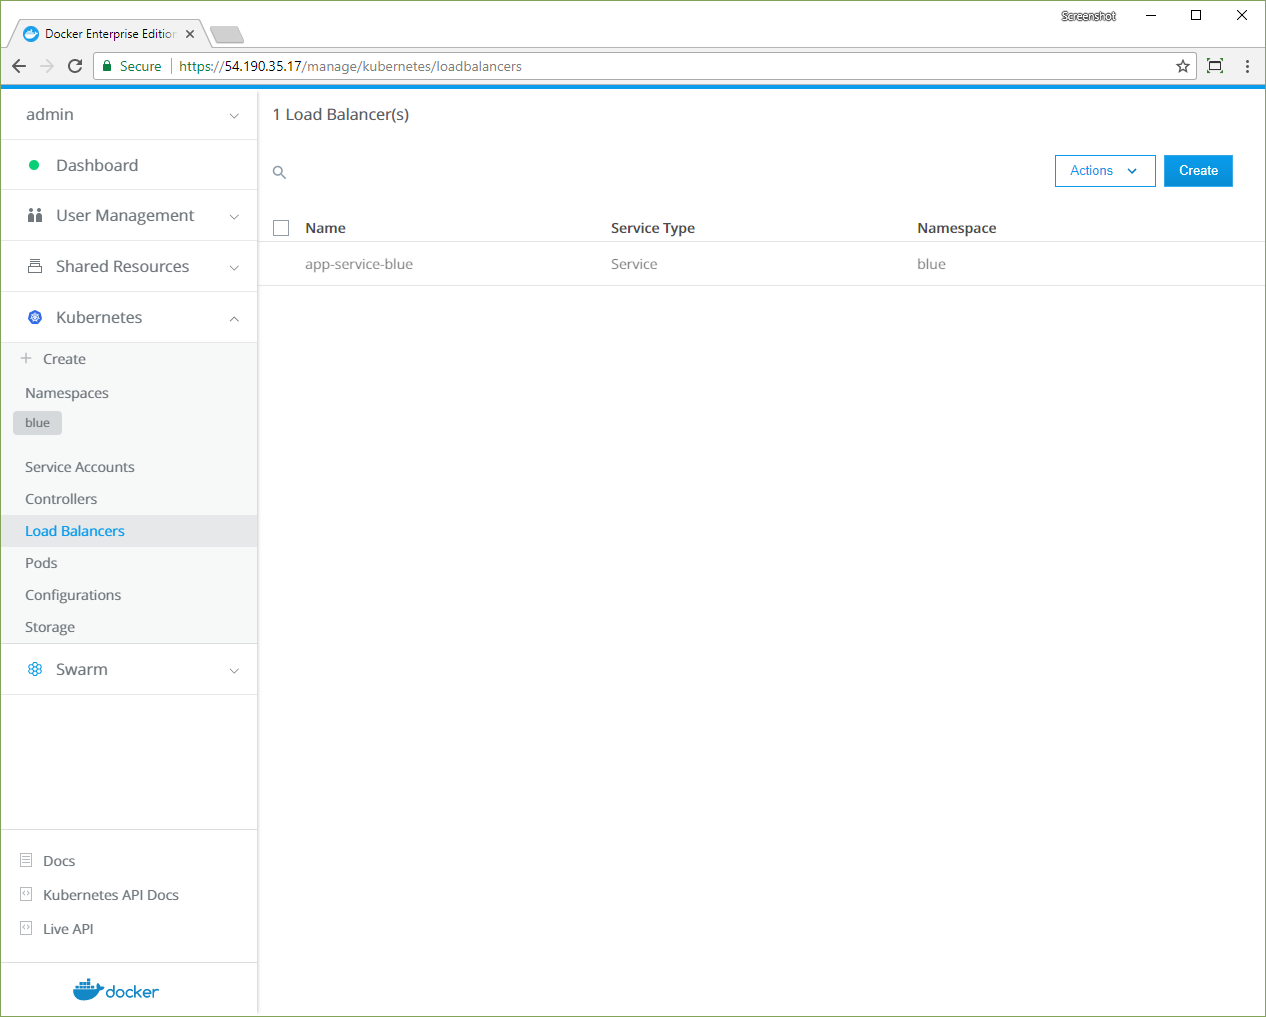 Screenshot
Docker Enterprise Edition
Secure https://54.190.35.17/manage/kubernetes/loadbalancers
admin
Dashboard
User Management
Shared Resources
Kubernetes
Create
Namespaces
blue
Service Accounts
Controllers
Load Balancers
Pods
Configurations
Storage
Swarm
Docs
Kubernetes API Docs
Live API
docker
1 Load Balancer(s)
Actions Create
Name Service Type Namespace
app-service-blue Service blue